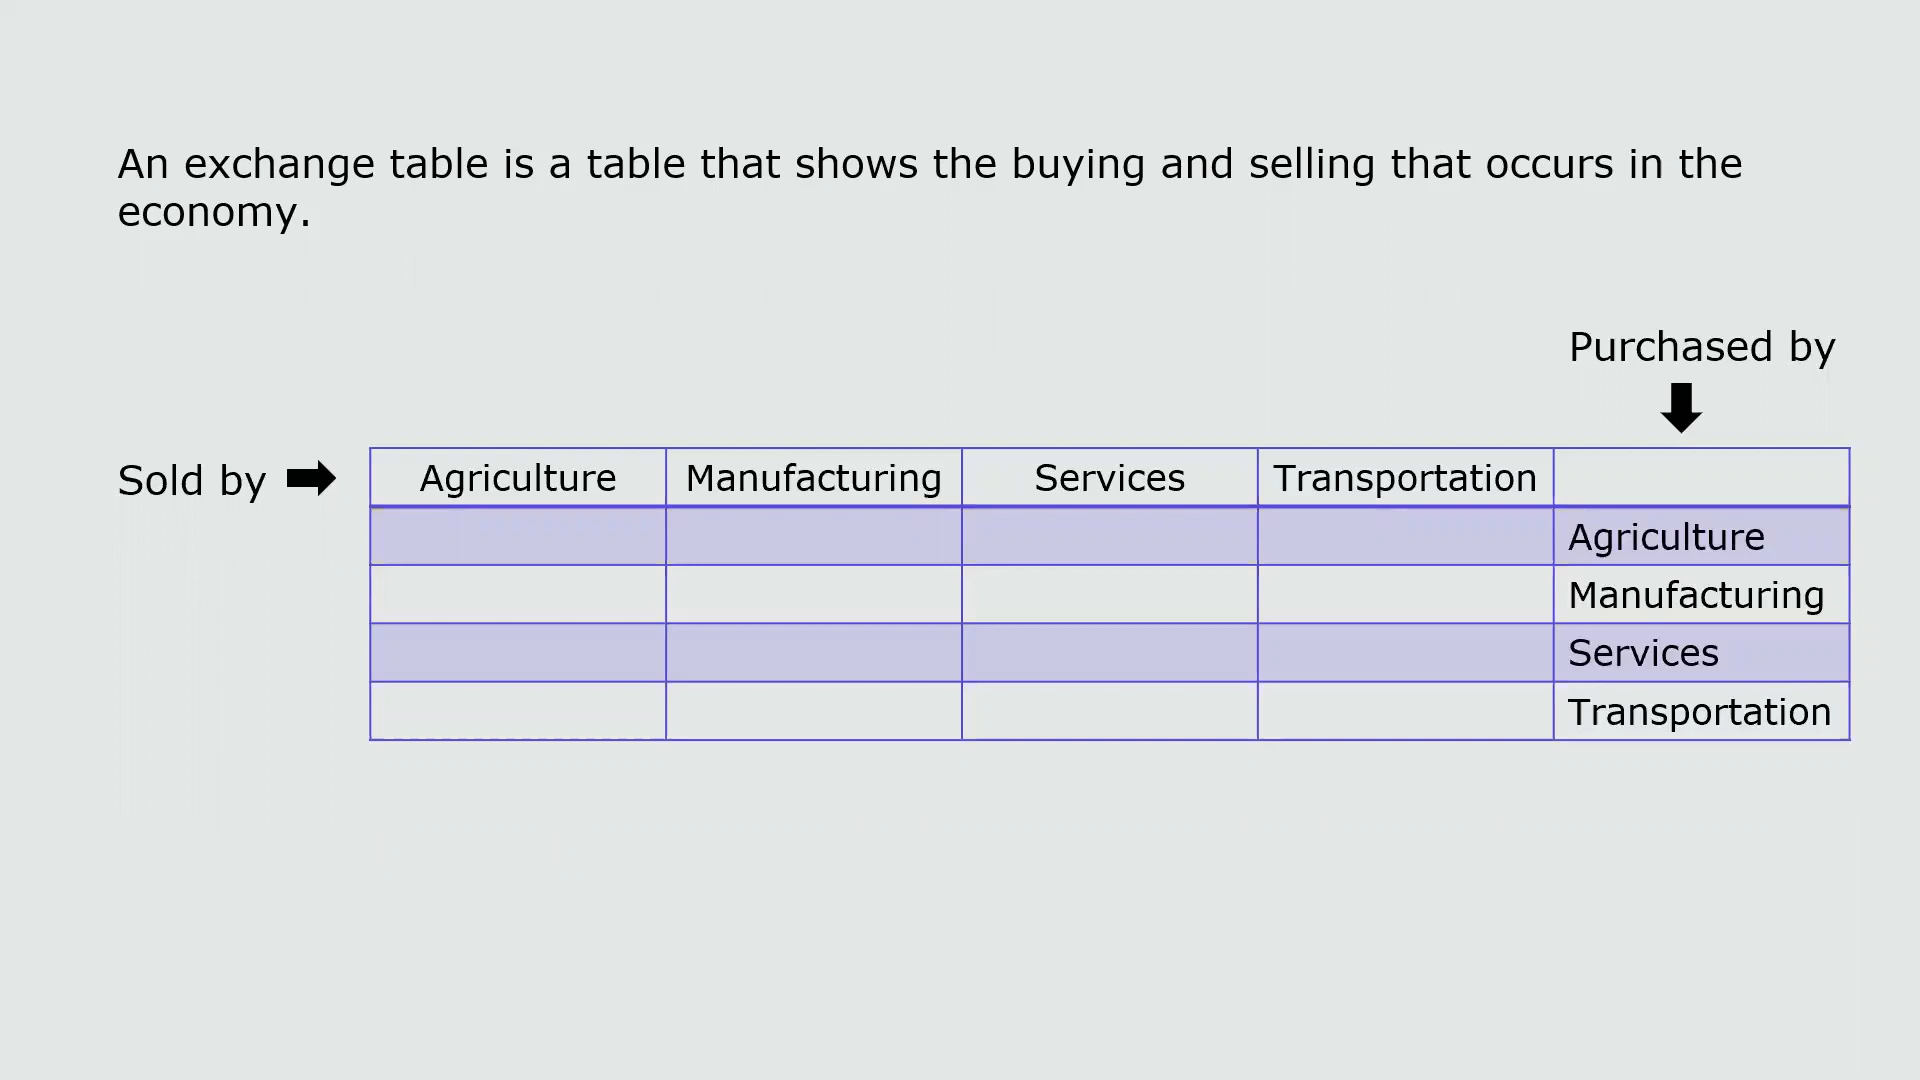 An exchange table is a table that shows the buying and selling that occurs in the
economy.
Purchased by
Sold by
Agriculture Manufacturing Services Transportation
Agriculture
Manufacturing
Services
Transportation